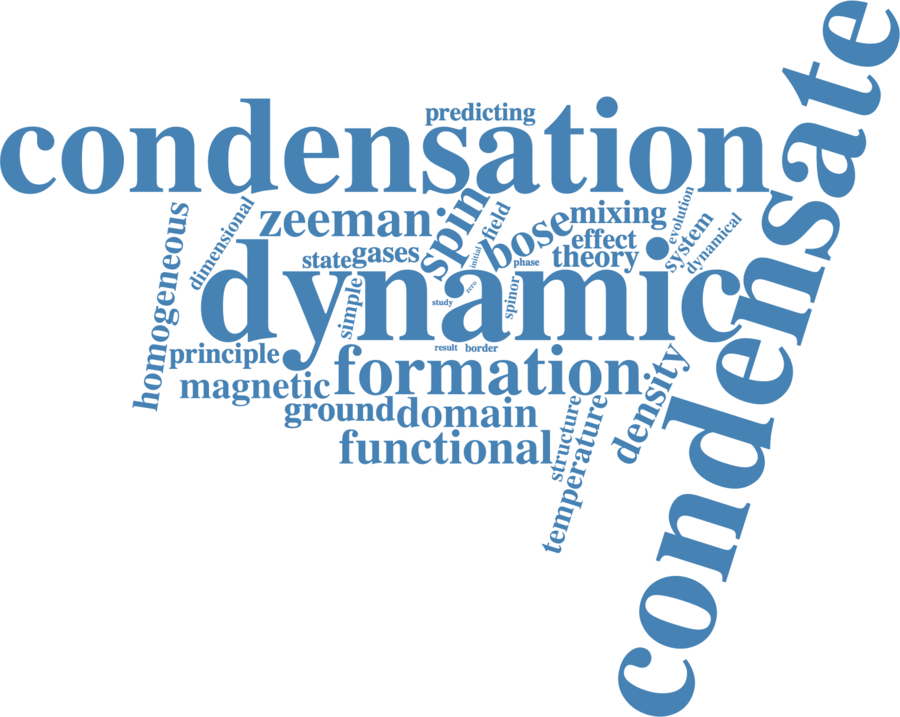 condensate
predicting
condensation
zeeman
spin
field
bose
mixing
evolution
system
dynamical
effect
theory
homogeneous
dimensional
state
gases
initial
phase
zero
spinor
study
simple
dynamic
result
border
principle
magnetic
formation
density
ground
domain
structure
temperature
functional